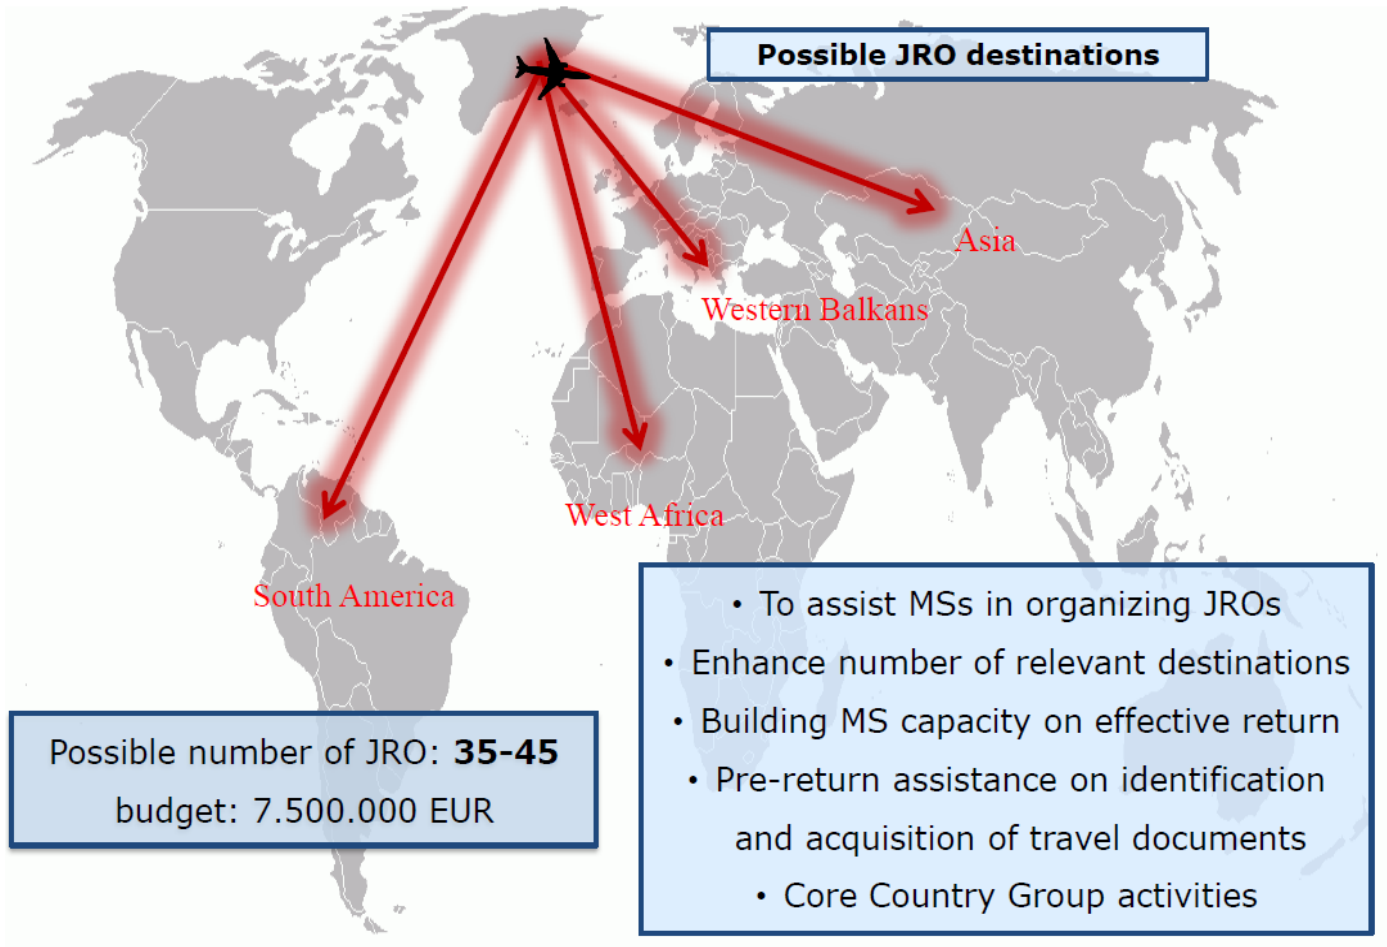 Possible JRO destinations
Asia
Western Balkans
West Africa
South America
Possible number of JRO: 35-45
budget: 7.500.000 EUR
• To assist MSs in organizing JROs
• Enhance number of relevant destinations
• Building MS capacity on effective return
• Pre-return assistance on identification
and acquisition of travel documents
• Core Country Group activities